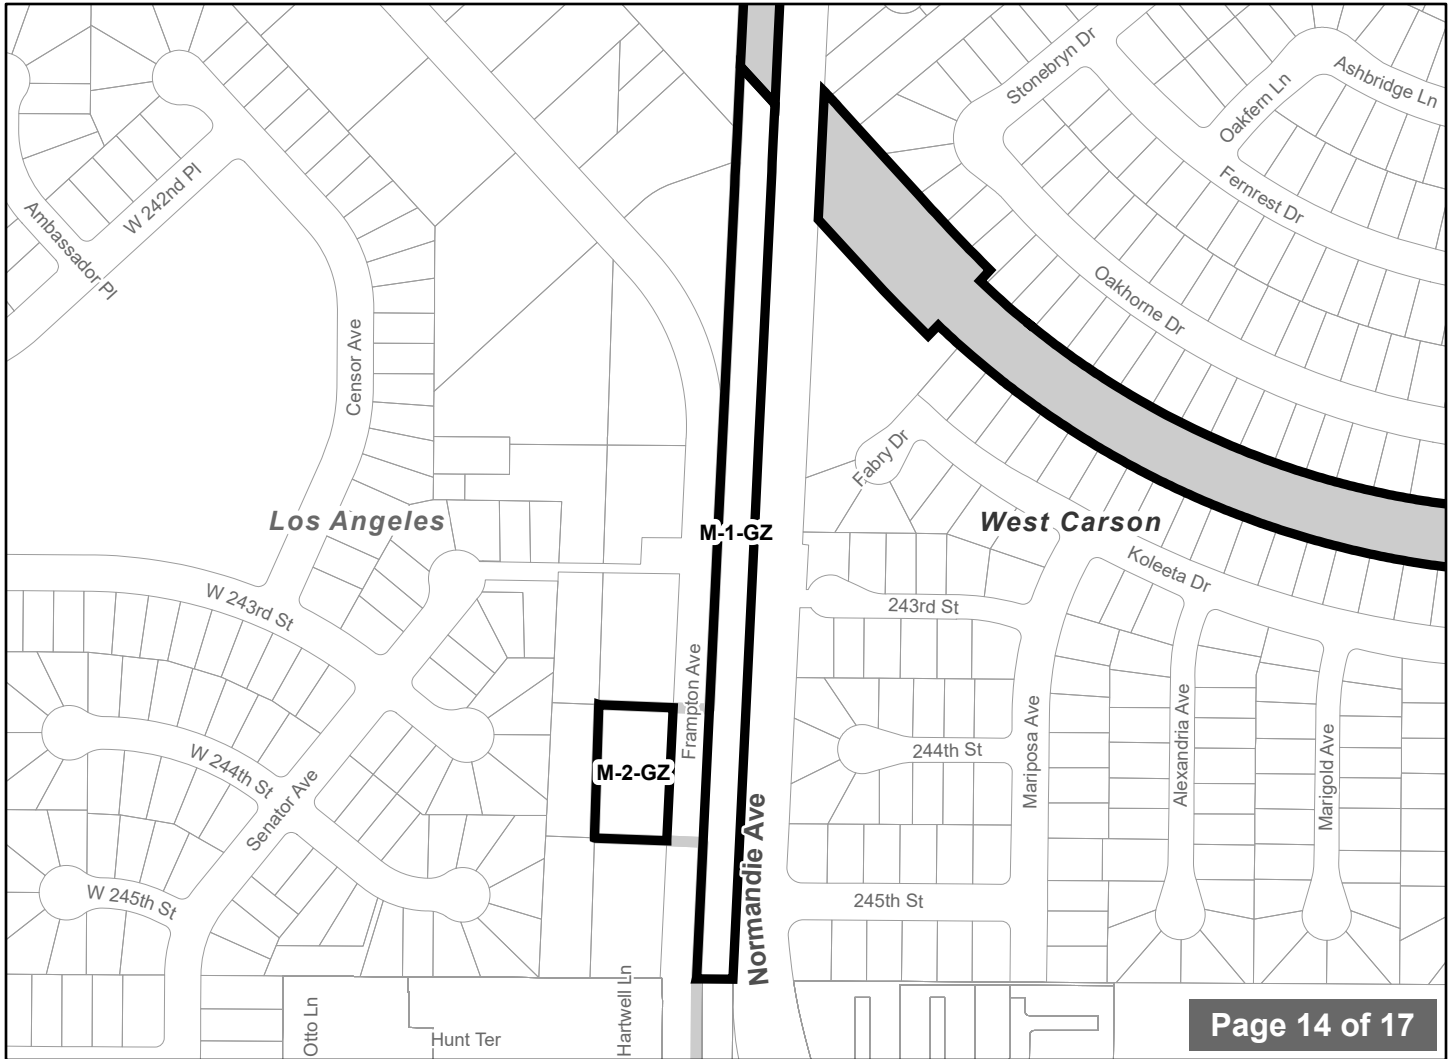 Stonebryn Dr
Ashbridge Ln
Oakfern Ln
W 242nd Pl
Fernrest Dr
Ambassador Pl
Oakhorne Dr
Censor Ave
Fabry Dr
Los Angeles
West Carson
M-1-GZ
Koleeta Dr
W 243rd St
243rd St
Frampton Ave
Mariposa Ave
Alexandria Ave
Marigold Ave
244th St
W 244th St
M-2-GZ
Senator Ave
Normandie Ave
W 245th St
245th St
Otto Ln
Hunt Ter
Hartwell Ln
Page 14 of 17